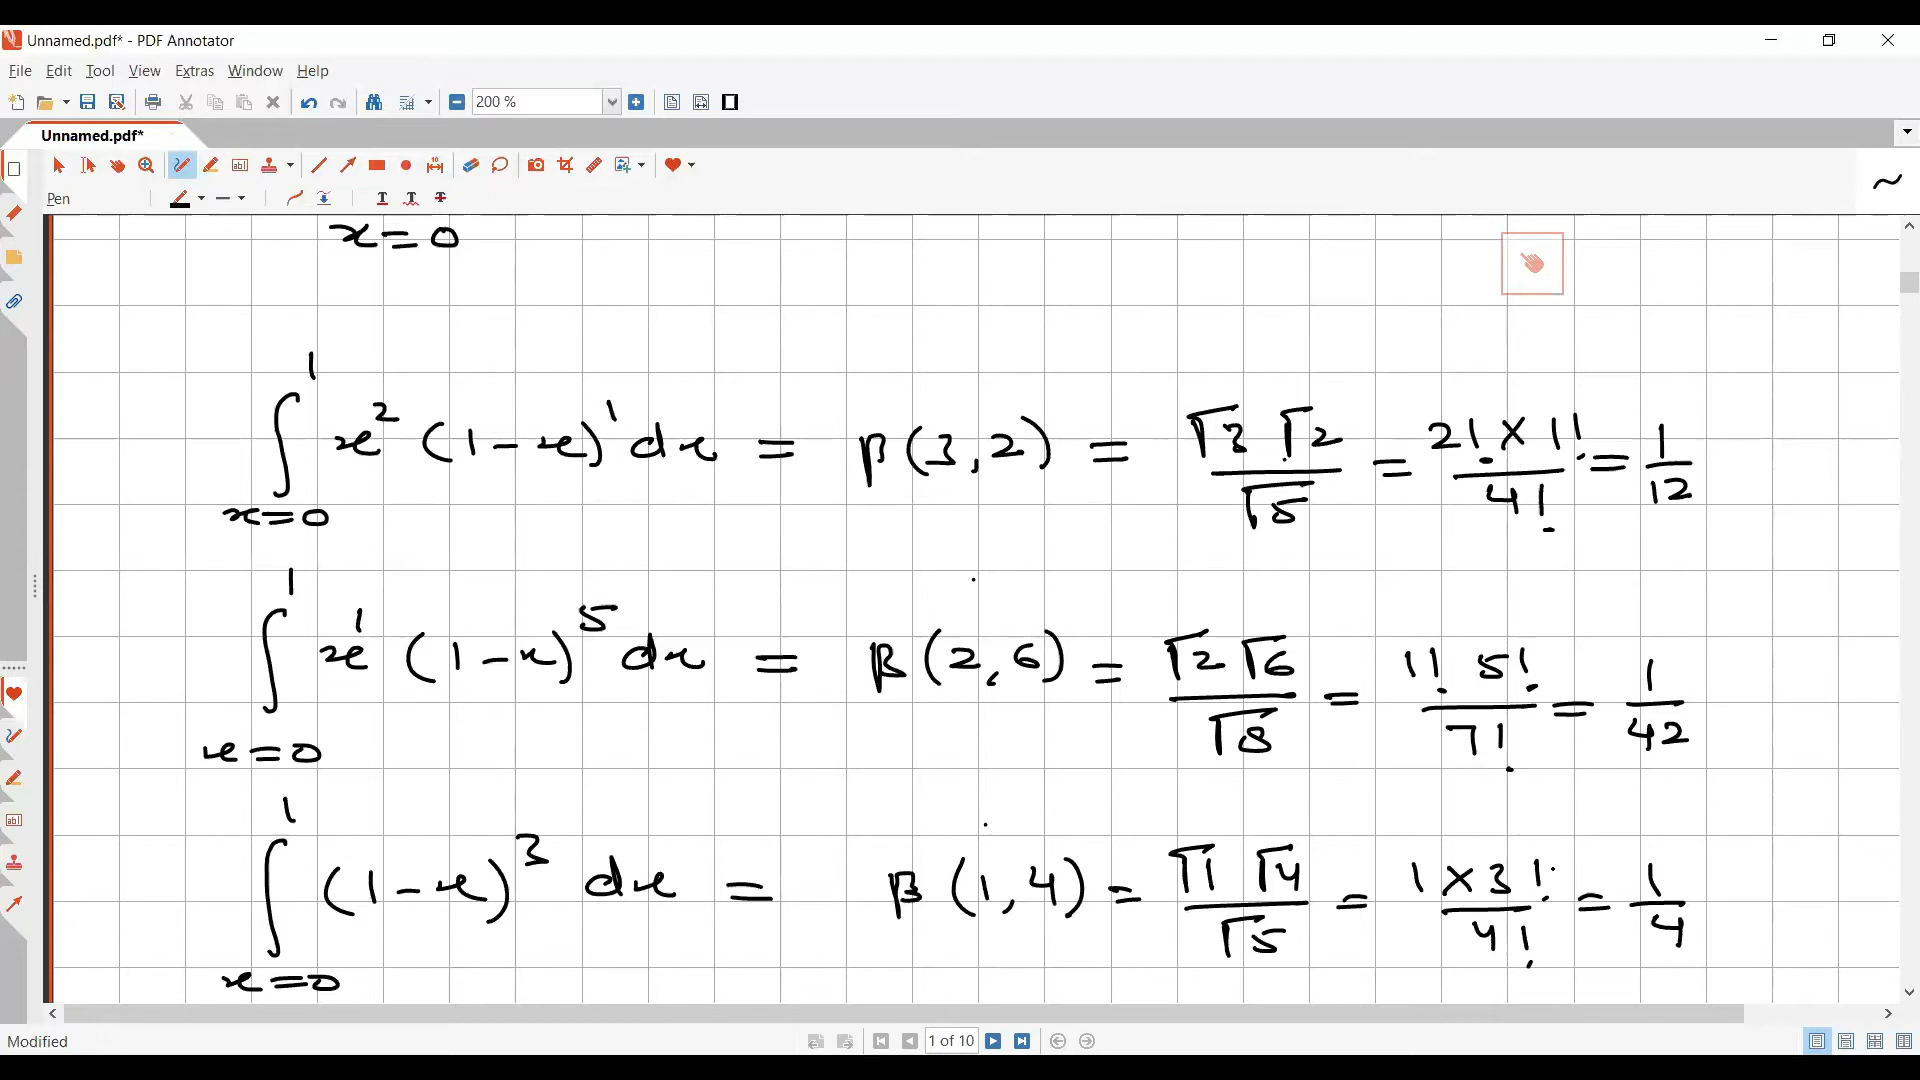 Unnamed.pdf* - PDF Annotator
File Edit Tool View Extras Window Help
200 %
Unnamed.pdf*
Pen
x = 0
∫_{x=0}^{1} x^2 (1 - x)^1 dx = β(3, 2) = (Γ3 Γ2)/(Γ5) = (2! × 1!)/(4!) = 1/12
∫_{x=0}^{1} x^1 (1 - x)^5 dx = β(2, 6) = (Γ2 Γ6)/(Γ8) = (1! 5!)/(7!) = 1/42
∫_{x=0}^{1} (1 - x)^3 dx = β(1, 4) = (Γ1 Γ4)/(Γ5) = (1 × 3!)/(4!) = 1/4
Modified
1 of 10